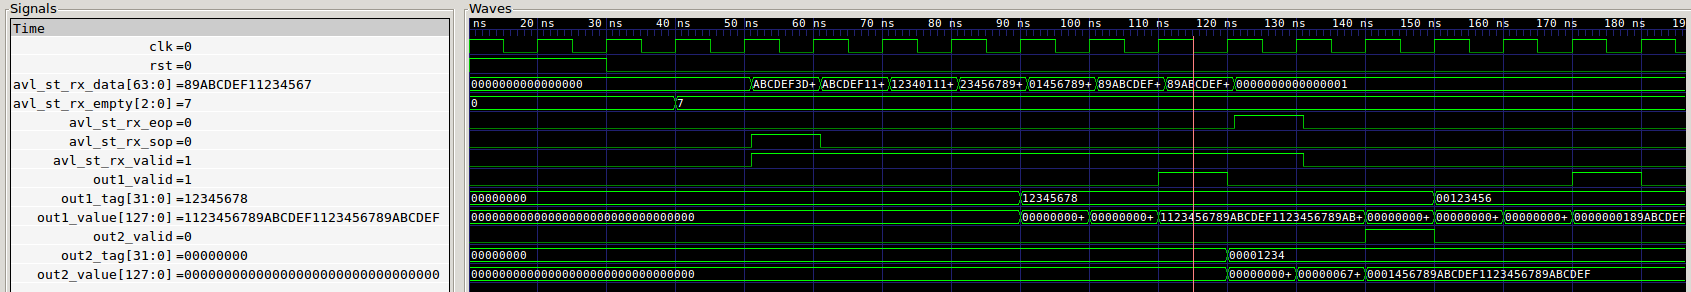 Signals
Waves
Time
ns 20 ns 30 ns 40 ns 50 ns 60 ns 70 ns 80 ns 90 ns 100 ns 110 ns 120 ns 130 ns 140 ns 150 ns 160 ns 170 ns 180 ns 19
clk=0
rst=0
avl_st_rx_data[63:0]=89ABCDEF11234567
0000000000000000 ABCDEF3D+ ABCDEF11+ 12340111+ 23456789+ 01456789+ 89ABCDEF+ 89ABCDEF+ 0000000000000001
avl_st_rx_empty[2:0]=7
0 7
avl_st_rx_eop=0
avl_st_rx_sop=0
avl_st_rx_valid=1
out1_valid=1
out1_tag[31:0]=12345678
00000000 12345678 00123456
out1_value[127:0]=1123456789ABCDEF1123456789ABCDEF
00000000000000000000000000000000 00000000+ 00000000+ 1123456789ABCDEF1123456789AB+ 00000000+ 00000000+ 00000000+ 0000000189ABCDEF
out2_valid=0
out2_tag[31:0]=00000000
00000000 00001234
out2_value[127:0]=00000000000000000000000000000000
00000000000000000000000000000000 00000000+ 00000067+ 0001456789ABCDEF1123456789ABCDEF